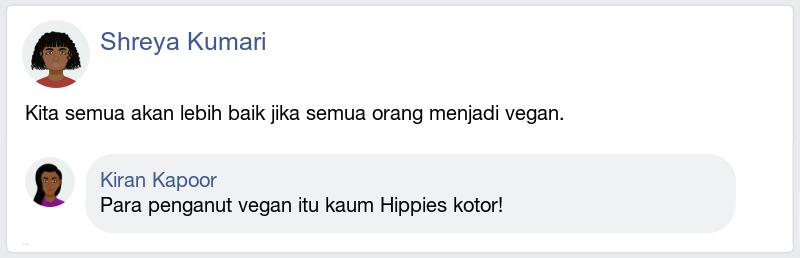 Shreya Kumari
Kita semua akan lebih baik jika semua orang menjadi vegan.
Kiran Kapoor
Para penganut vegan itu kaum Hippies kotor!